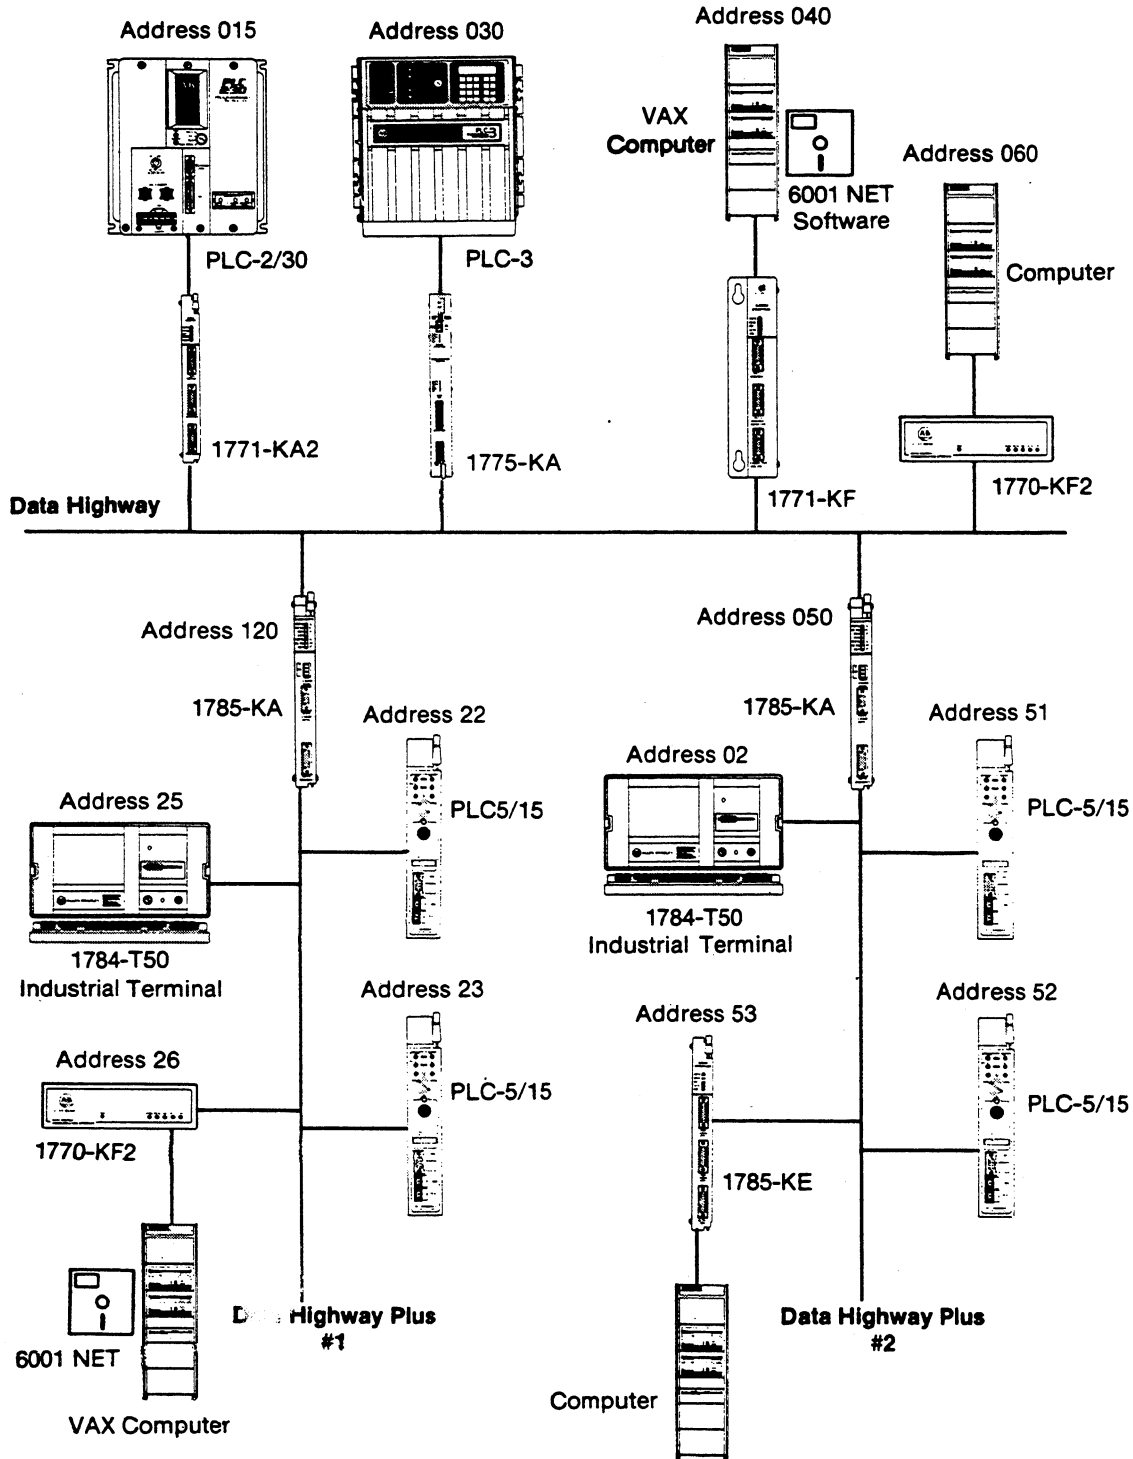 Address 015
Address 030
Address 040
VAX
Computer
6001 NET
Software
Address 060
Computer
PLC-2/30
PLC-3
1771-KA2
1775-KA
1771-KF
1770-KF2
Data Highway
Address 120
1785-KA
Address 050
1785-KA
Address 22
PLC5/15
Address 51
PLC-5/15
Address 25
1784-T50
Industrial Terminal
Address 02
1784-T50
Industrial Terminal
Address 23
PLC-5/15
Address 52
PLC-5/15
Address 26
1770-KF2
Address 53
1785-KE
6001 NET
VAX Computer
Data Highway Plus
#1
Computer
Data Highway Plus
#2